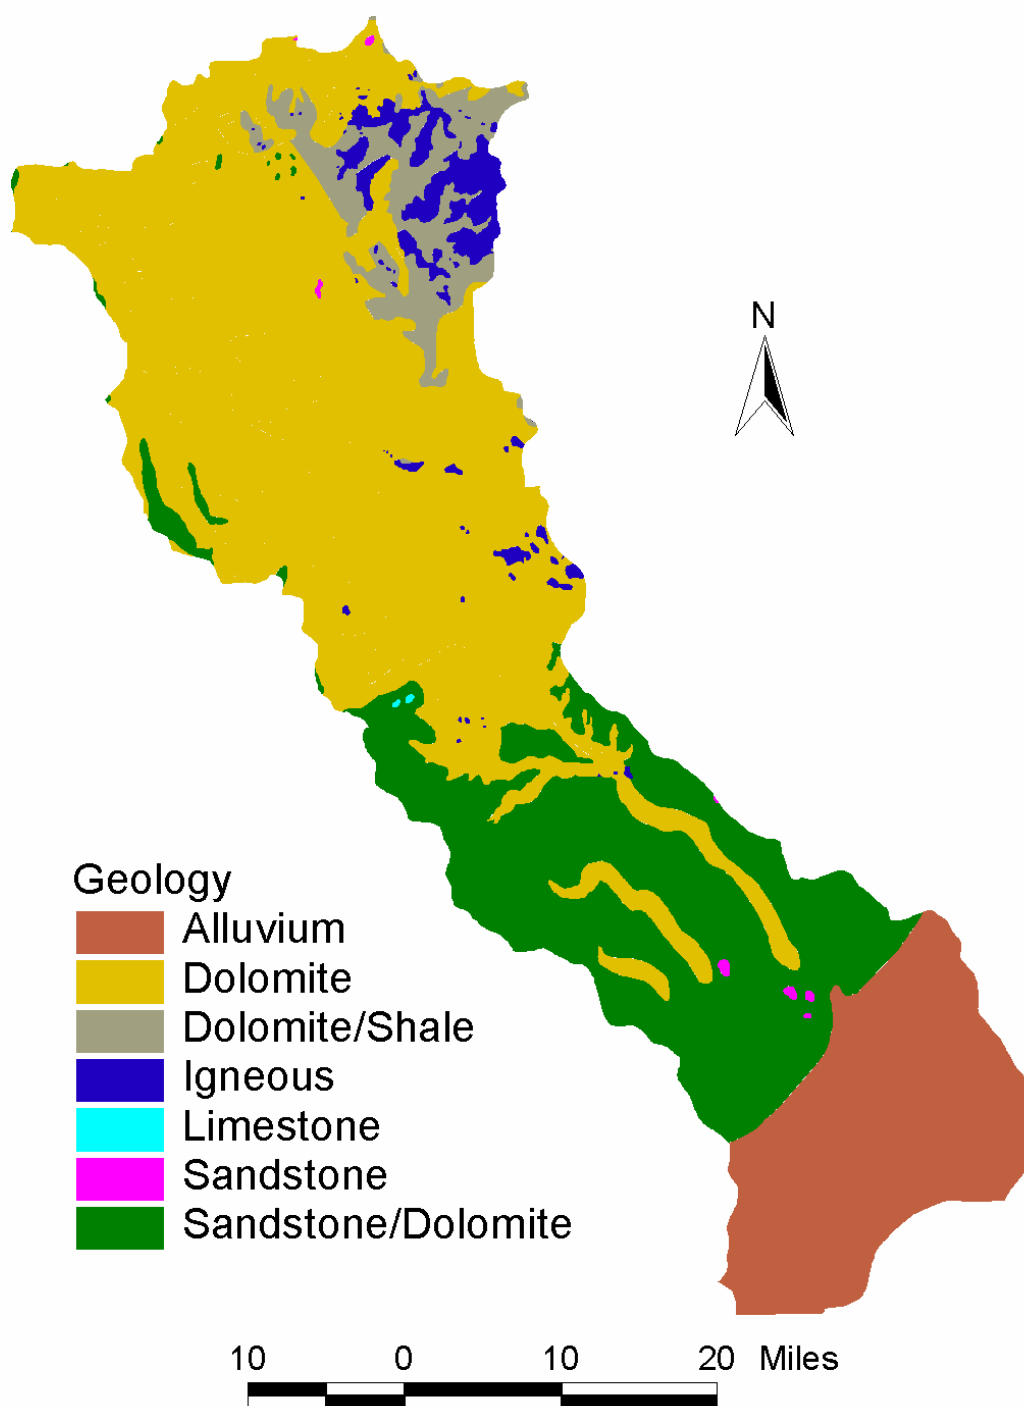 N
Geology
Alluvium
Dolomite
Dolomite/Shale
Igneous
Limestone
Sandstone
Sandstone/Dolomite
10 0 10 20 Miles